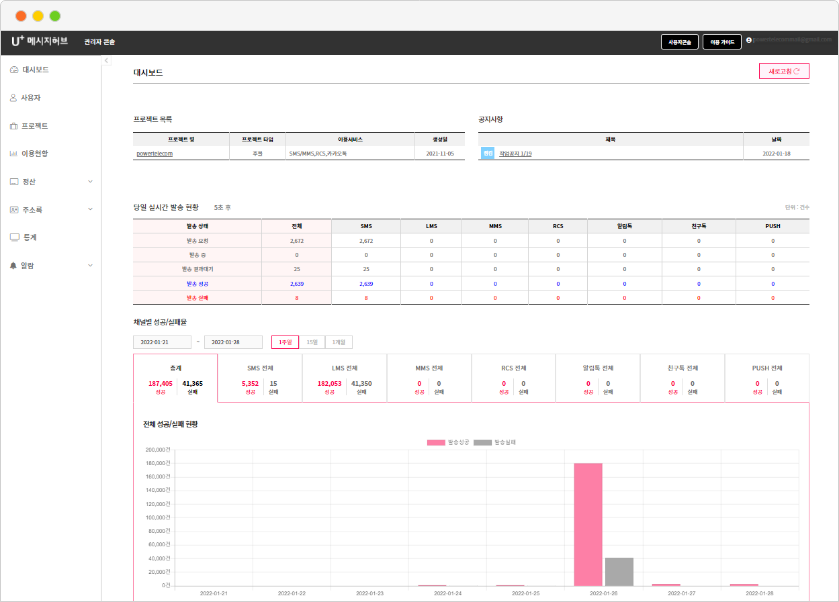 U+ 메시지허브 관리자 콘솔 사용자콘솔 이용 가이드
대시보드
사용자
프로젝트
이용현황
정산
주소록
통계
알람
대시보드 새로고침
프로젝트 목록
프로젝트 명 프로젝트 타입 이용서비스 생성일
powertelecom 후불 SMS/MMS,RCS,카카오톡 2021-11-05
공지사항
제목 날짜
작업공지 1/19 2022-01-18
당일 실시간 발송 현황 5초 후 단위 : 건수
발송 상태 전체 SMS LMS MMS RCS 알림톡 친구톡 PUSH
발송 요청 2,672 2,672 0 0 0 0 0 0
발송 중 0 0 0 0 0 0 0 0
발송 결과대기 25 25 0 0 0 0 0 0
발송 성공 2,639 2,639 0 0 0 0 0 0
발송 실패 8 8 0 0 0 0 0 0
채널별 성공/실패율
2022-01-21 ~ 2022-01-28 1주일 15일 1개월
총계 SMS 전체 LMS 전체 MMS 전체 RCS 전체 알림톡 전체 친구톡 전체 PUSH 전체
187,405 41,365 5,352 15 182,053 41,350 0 0 0 0 0 0 0 0 0 0
성공 실패 성공 실패 성공 실패 성공 실패 성공 실패 성공 실패 성공 실패 성공 실패
전체 성공/실패 현황
발송성공 발송실패
200,000건
180,000건
160,000건
140,000건
120,000건
100,000건
80,000건
60,000건
40,000건
20,000건
0건
2022-01-21 2022-01-22 2022-01-23 2022-01-24 2022-01-25 2022-01-26 2022-01-27 2022-01-28